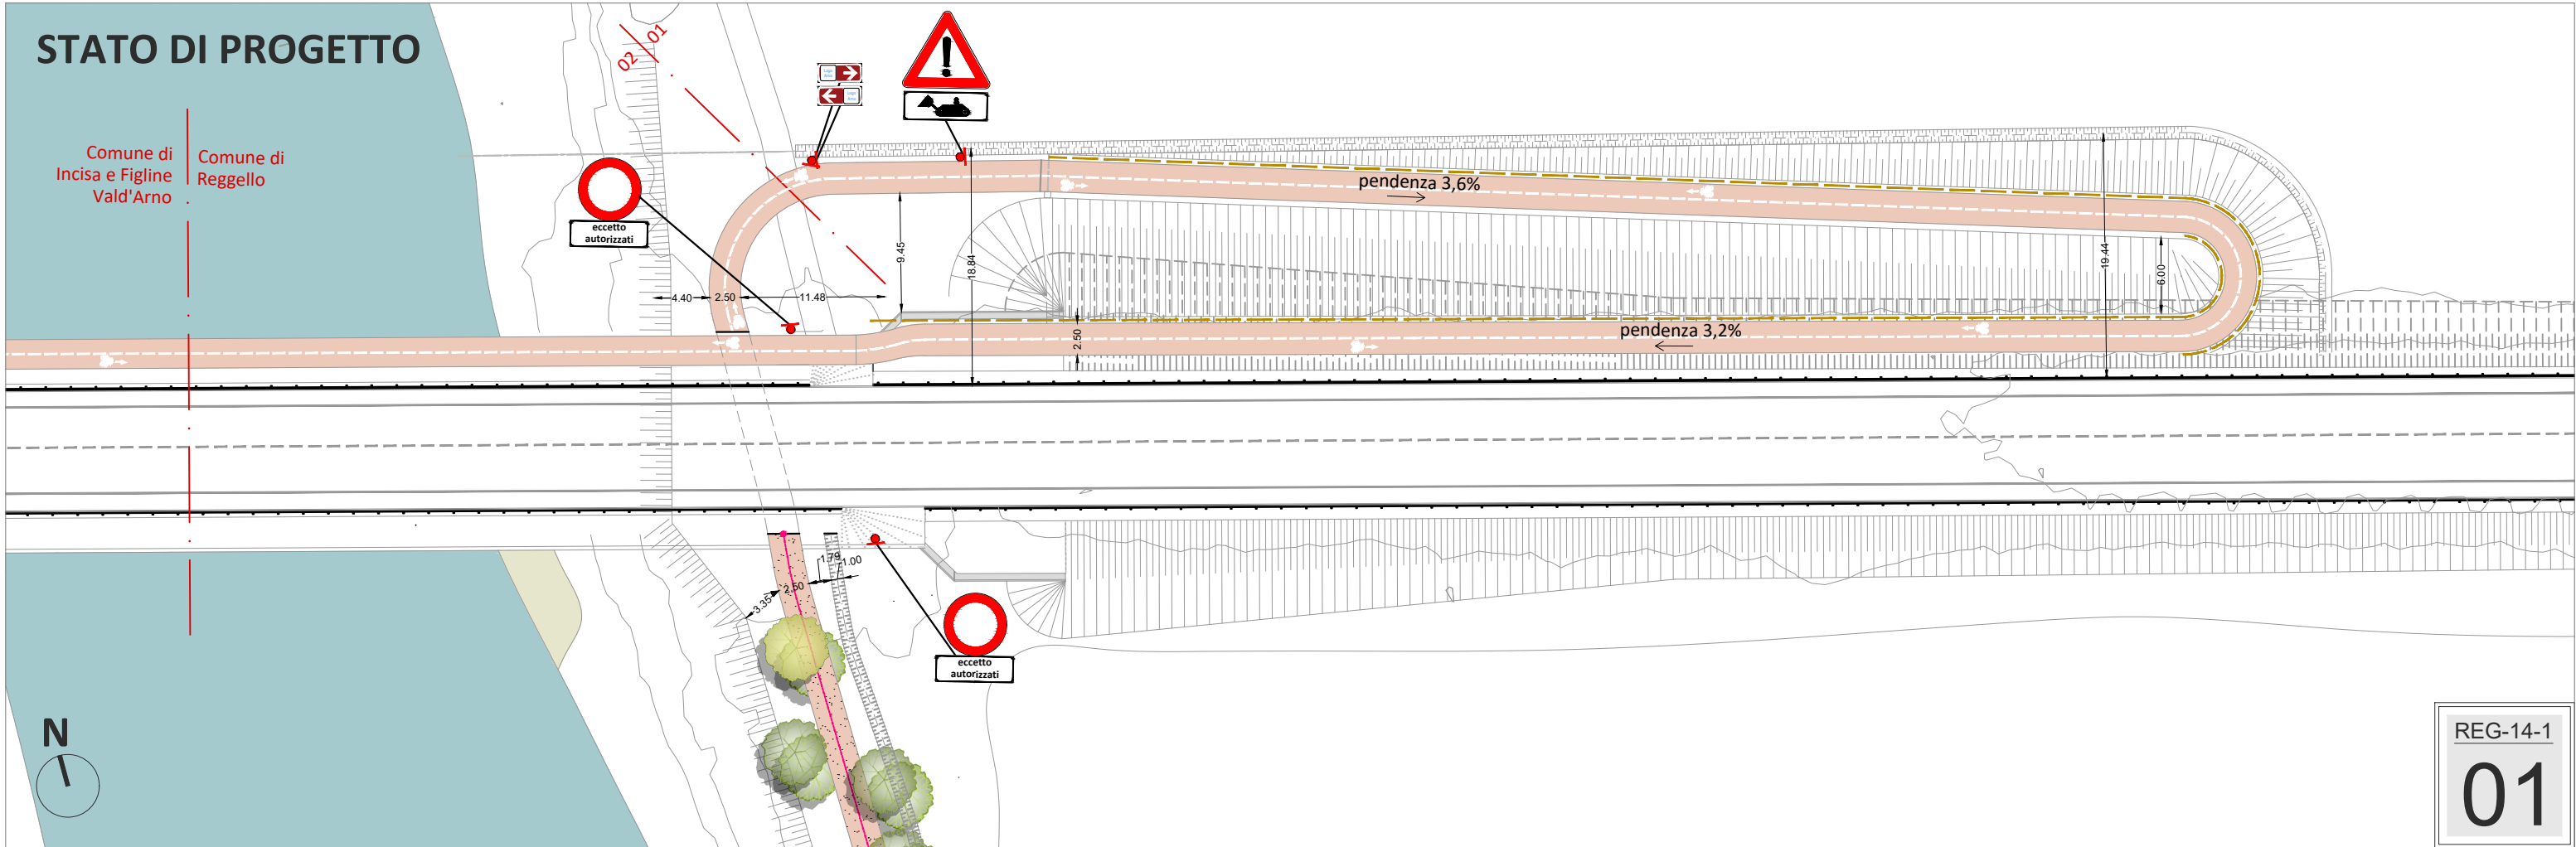 STATO DI PROGETTO
02
01
Comune di
Incisa e Figline
Vald'Arno
Comune di
Reggello
eccetto
autorizzati
pendenza 3,6%
9.45
18.84
19.44
6.00
4.40
2.50
11.48
2.50
pendenza 3,2%
1.79
1.00
2.50
3.35
eccetto
autorizzati
N
REG-14-1
01